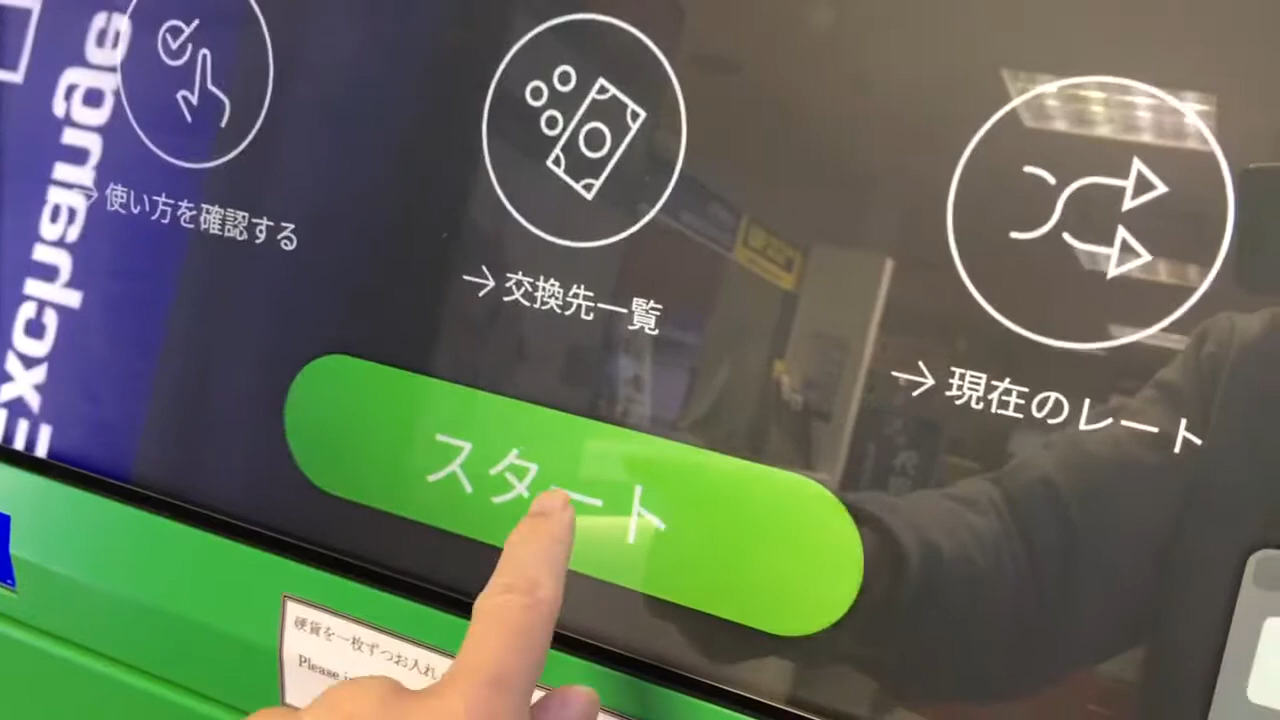 → 使い方を確認する
→ 交換先一覧
→ 現在のレート
スタート
硬貨を一枚ずつお入れ
Please